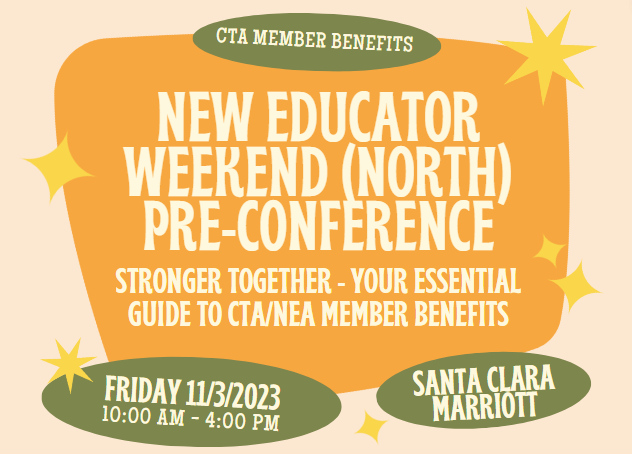 CTA MEMBER BENEFITS
NEW EDUCATOR
WEEKEND (NORTH)
PRE-CONFERENCE
STRONGER TOGETHER - YOUR ESSENTIAL
GUIDE TO CTA/NEA MEMBER BENEFITS
FRIDAY 11/3/2023
10:00 AM - 4:00 PM
SANTA CLARA
MARRIOTT